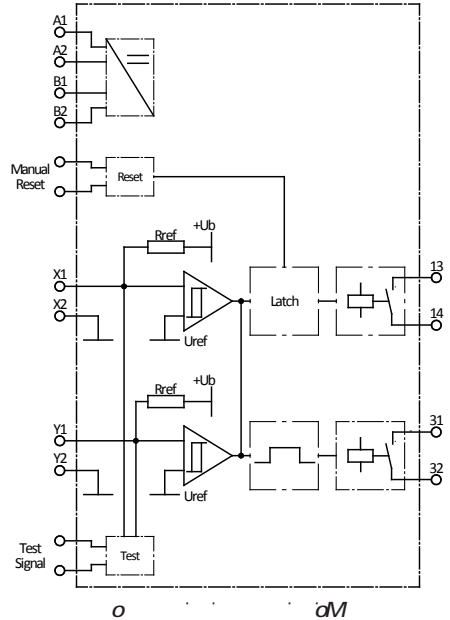 A1
A2
B1
B2
Manual
Reset
Reset
Rref
+Ub
X1
X2
Uref
Latch
13
14
Rref
+Ub
Y1
Y2
Uref
31
32
Test
Signal
Test